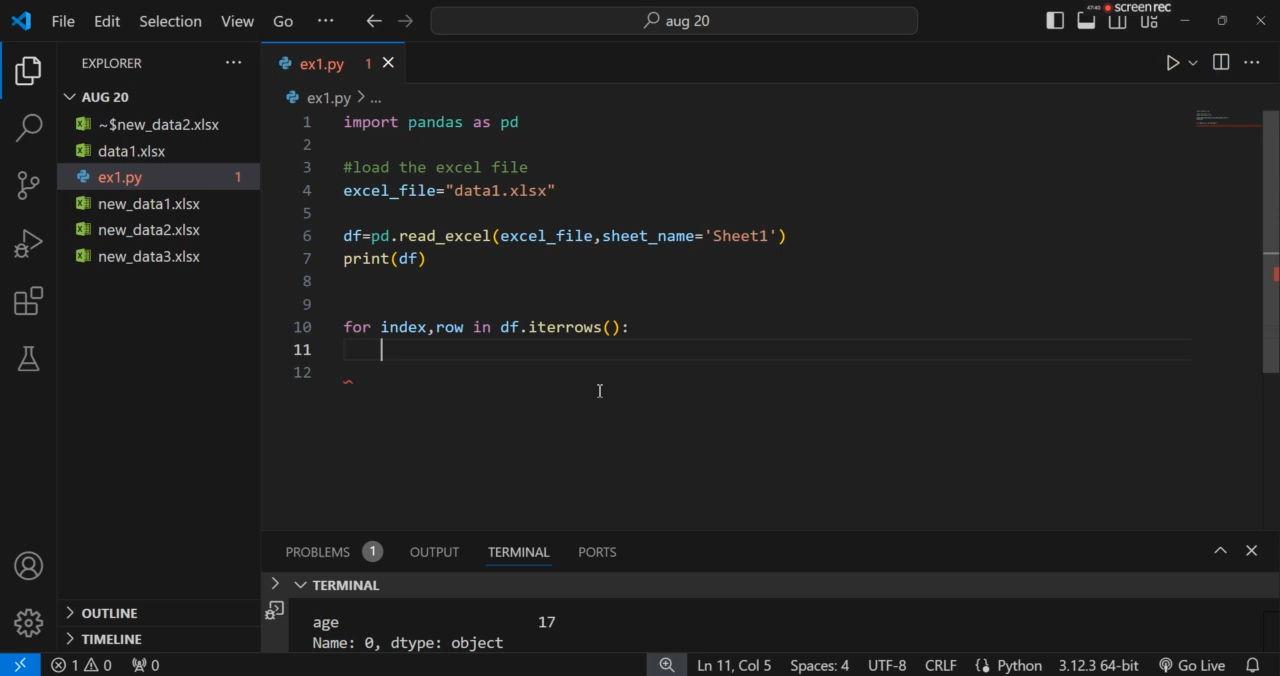 File Edit Selection View Go ... aug 20 47:40 screenrec
EXPLORER ...
AUG 20
~$new_data2.xlsx
data1.xlsx
ex1.py 1
new_data1.xlsx
new_data2.xlsx
new_data3.xlsx
OUTLINE
TIMELINE
ex1.py 1
ex1.py > ...
1 import pandas as pd
2
3 #load the excel file
4 excel_file="data1.xlsx"
5
6 df=pd.read_excel(excel_file,sheet_name='Sheet1')
7 print(df)
8
9
10 for index,row in df.iterrows():
11
12
PROBLEMS 1 OUTPUT TERMINAL PORTS
TERMINAL
age 17
Name: 0, dtype: object
1 0 0 Ln 11, Col 5 Spaces: 4 UTF-8 CRLF Python 3.12.3 64-bit Go Live